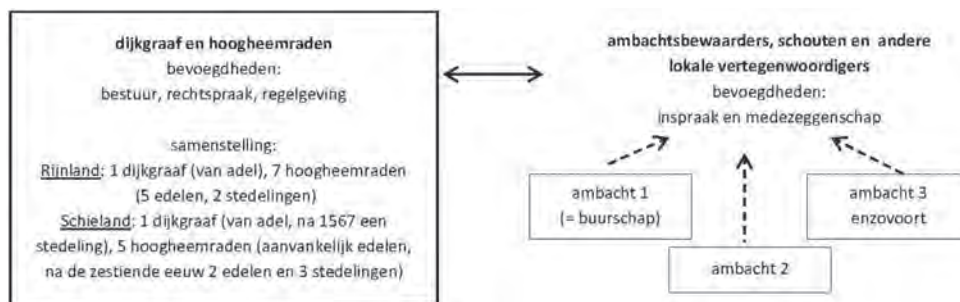 dijkgraaf en hoogheemraden
bevoegdheden:
bestuur, rechtspraak, regelgeving
samenstelling:
Rijnland: 1 dijkgraaf (van adel), 7 hoogheemraden
(5 edelen, 2 stedelingen)
Schieland: 1 dijkgraaf (van adel, na 1567 een
stedeling), 5 hoogheemraden (aanvankelijk edelen,
na de zestiende eeuw 2 edelen en 3 stedelingen)
ambachtsbewaarders, schouten en andere
lokale vertegenwoordigers
bevoegdheden:
inspraak en medezeggenschap
ambacht 1
(= buurschap)
ambacht 2
ambacht 3
enzovoort